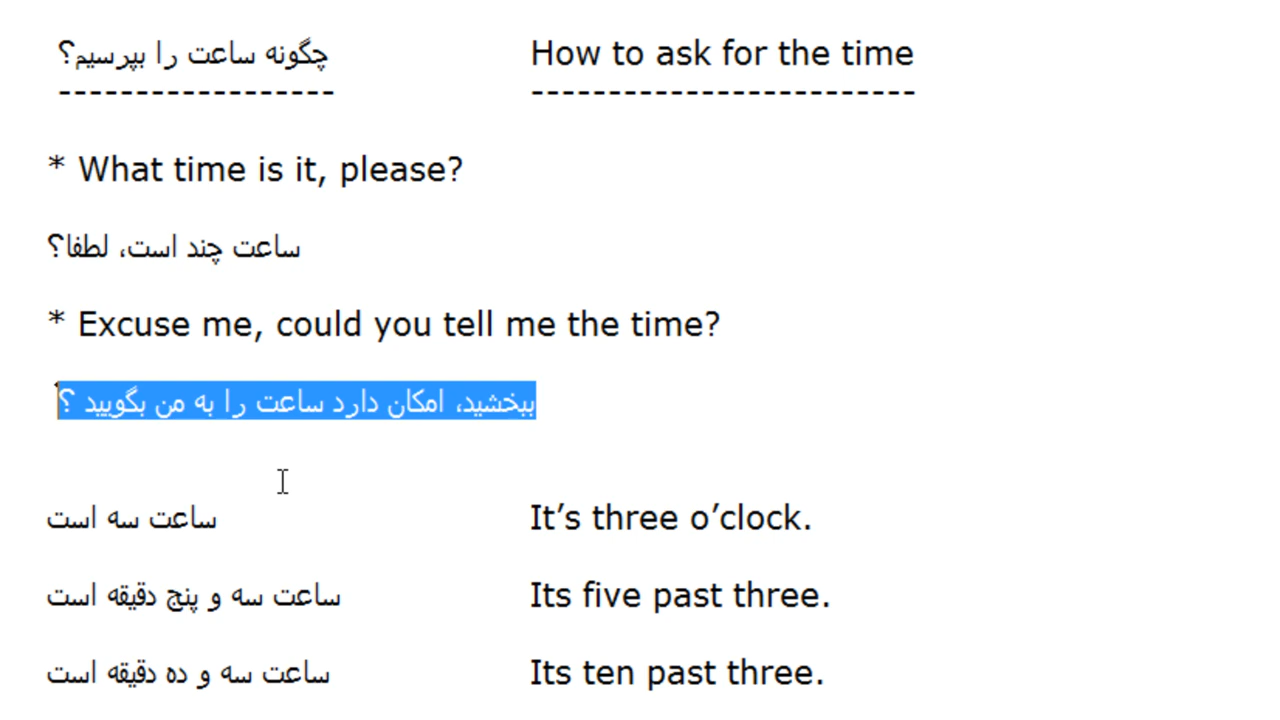 چگونه ساعت را بپرسیم؟ How to ask for the time
------------------ -------------------------
* What time is it, please?
ساعت چند است، لطفا؟
* Excuse me, could you tell me the time?
ببخشید، امکان دارد ساعت را به من بگویید ؟
ساعت سه است It’s three o’clock.
ساعت سه و پنج دقیقه است Its five past three.
ساعت سه و ده دقیقه است Its ten past three.